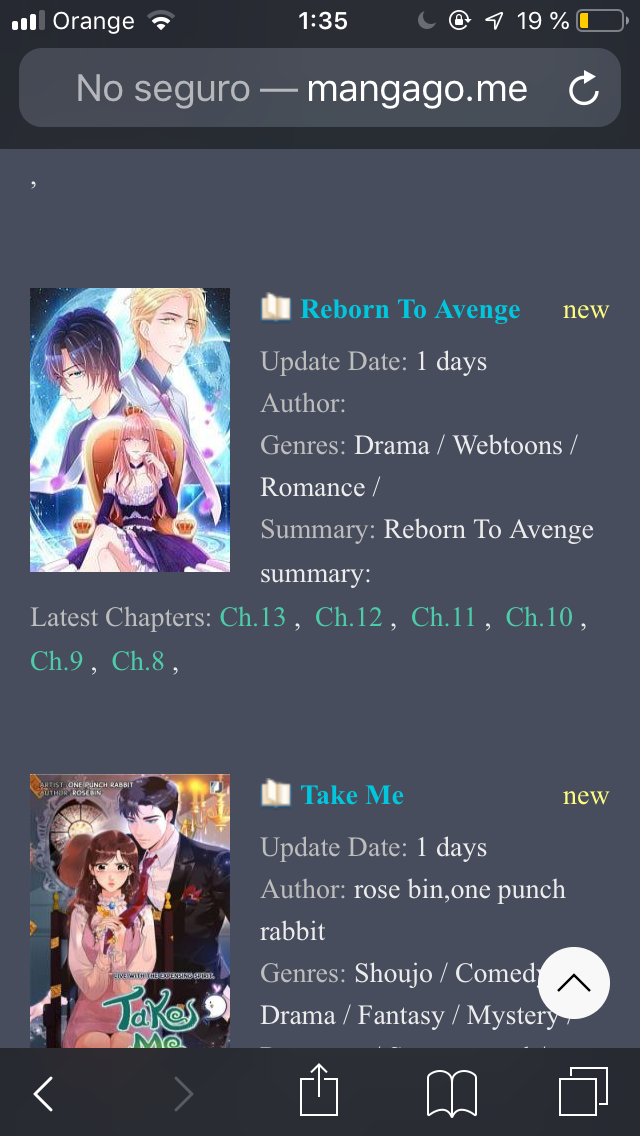 Orange 1:35 19 %
No seguro — mangago.me
,
Reborn To Avenge new
Update Date: 1 days
Author:
Genres: Drama / Webtoons /
Romance /
Summary: Reborn To Avenge
summary:
Latest Chapters: Ch.13 , Ch.12 , Ch.11 , Ch.10 ,
Ch.9 , Ch.8 ,
ARTIST: ONE PUNCH RABBIT
AUTHOR: ROSEBIN
LIVE WITH THE EXPENSING SPIRIT.
Takes
Me
Take Me new
Update Date: 1 days
Author: rose bin,one punch
rabbit
Genres: Shoujo / Comedy
Drama / Fantasy / Mystery /